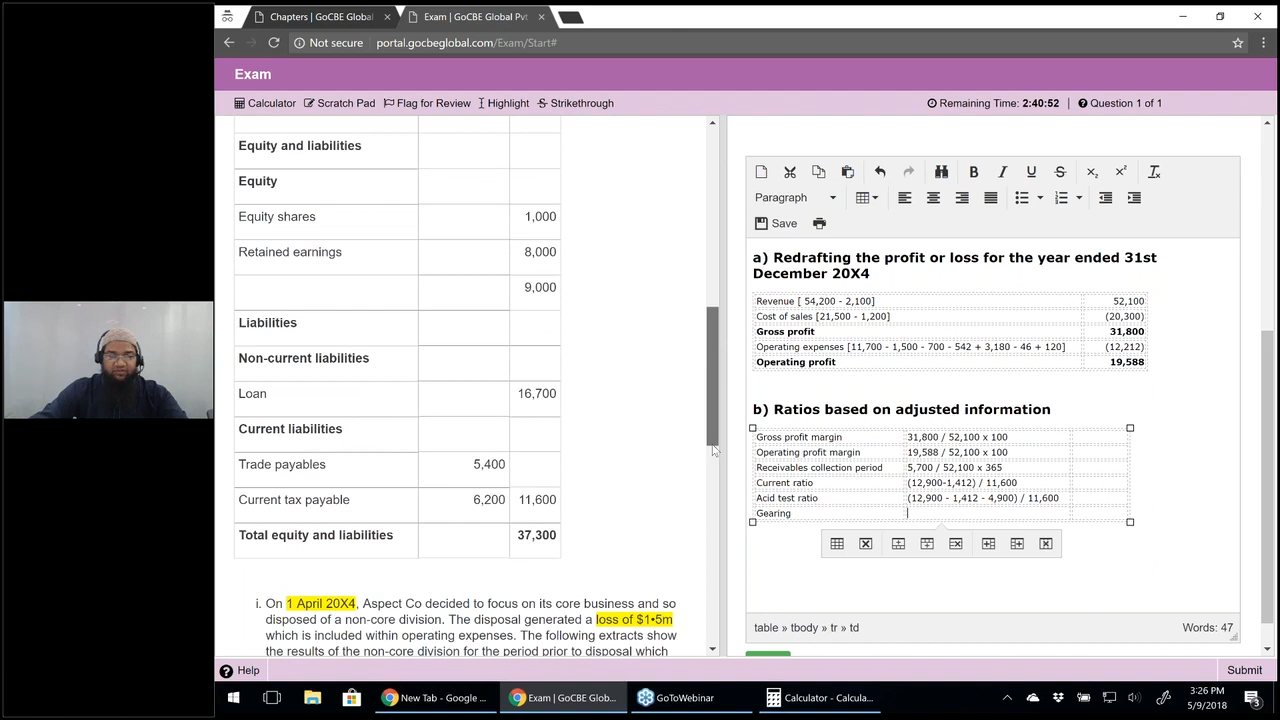 Chapters | GoCBE Global
Exam | GoCBE Global Pvt
Not secure portal.gocbeglobal.com/Exam/Start#
Exam
Calculator Scratch Pad Flag for Review Highlight Strikethrough
Remaining Time: 2:40:52 | Question 1 of 1
Equity and liabilities
Equity
Equity shares 1,000
Retained earnings 8,000
9,000
Liabilities
Non-current liabilities
Loan 16,700
Current liabilities
Trade payables 5,400
Current tax payable 6,200 11,600
Total equity and liabilities 37,300
i. On 1 April 20X4, Aspect Co decided to focus on its core business and so
disposed of a non-core division. The disposal generated a loss of $1•5m
which is included within operating expenses. The following extracts show
the results of the non-core division for the period prior to disposal which
Paragraph
Save
a) Redrafting the profit or loss for the year ended 31st
December 20X4
Revenue [ 54,200 - 2,100] 52,100
Cost of sales [21,500 - 1,200] (20,300)
Gross profit 31,800
Operating expenses [11,700 - 1,500 - 700 - 542 + 3,180 - 46 + 120] (12,212)
Operating profit 19,588
b) Ratios based on adjusted information
Gross profit margin 31,800 / 52,100 x 100
Operating profit margin 19,588 / 52,100 x 100
Receivables collection period 5,700 / 52,100 x 365
Current ratio (12,900-1,412) / 11,600
Acid test ratio (12,900 - 1,412 - 4,900) / 11,600
Gearing
table » tbody » tr » td
Words: 47
Help
Submit
New Tab - Google ...
Exam | GoCBE Glob...
GoToWebinar
Calculator - Calcula...
3:26 PM
5/9/2018
3